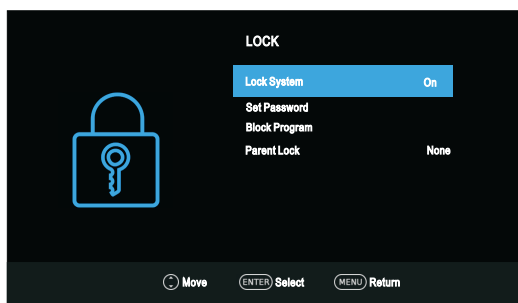 LOCK
Lock System On
Set Password
Block Program
Parent Lock None
Move ENTER Select MENU Return